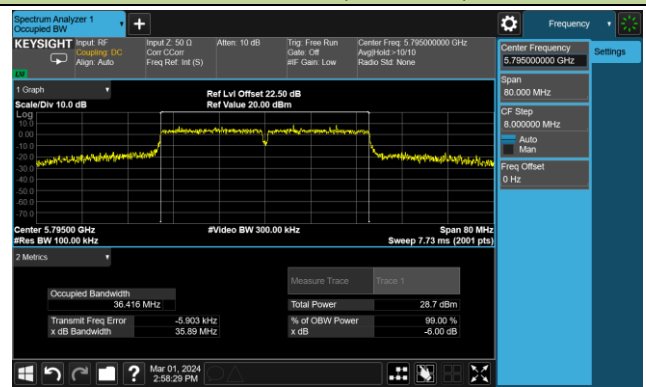 Spectrum Analyzer 1
Occupied BW
Frequency
KEYSIGHT
Input: RF
Coupling: DC
Align: Auto
Input Z: 50 Ω
Corr CCorr
Freq Ref: Int (S)
Atten: 10 dB
Trig: Free Run
Gate: Off
#IF Gain: Low
Center Freq: 5.795000000 GHz
Avg|Hold:>10/10
Radio Std: None
Center Frequency
5.795000000 GHz
Settings
Span
80.000 MHz
CF Step
8.000000 MHz
Auto
Man
Freq Offset
0 Hz
1 Graph
Scale/Div 10.0 dB
Ref Lvl Offset 22.50 dB
Ref Value 20.00 dBm
Log
10.0
0.00
-10.0
-20.0
-30.0
-40.0
-50.0
-60.0
-70.0
Center 5.79500 GHz
#Video BW 300.00 kHz
Span 80 MHz
#Res BW 100.00 kHz
Sweep 7.73 ms (2001 pts)
2 Metrics
Measure Trace
Trace 1
Occupied Bandwidth
36.416 MHz
Total Power
28.7 dBm
Transmit Freq Error
-5.903 kHz
% of OBW Power
99.00 %
x dB Bandwidth
35.89 MHz
x dB
-6.00 dB
Mar 01, 2024
2:58:29 PM